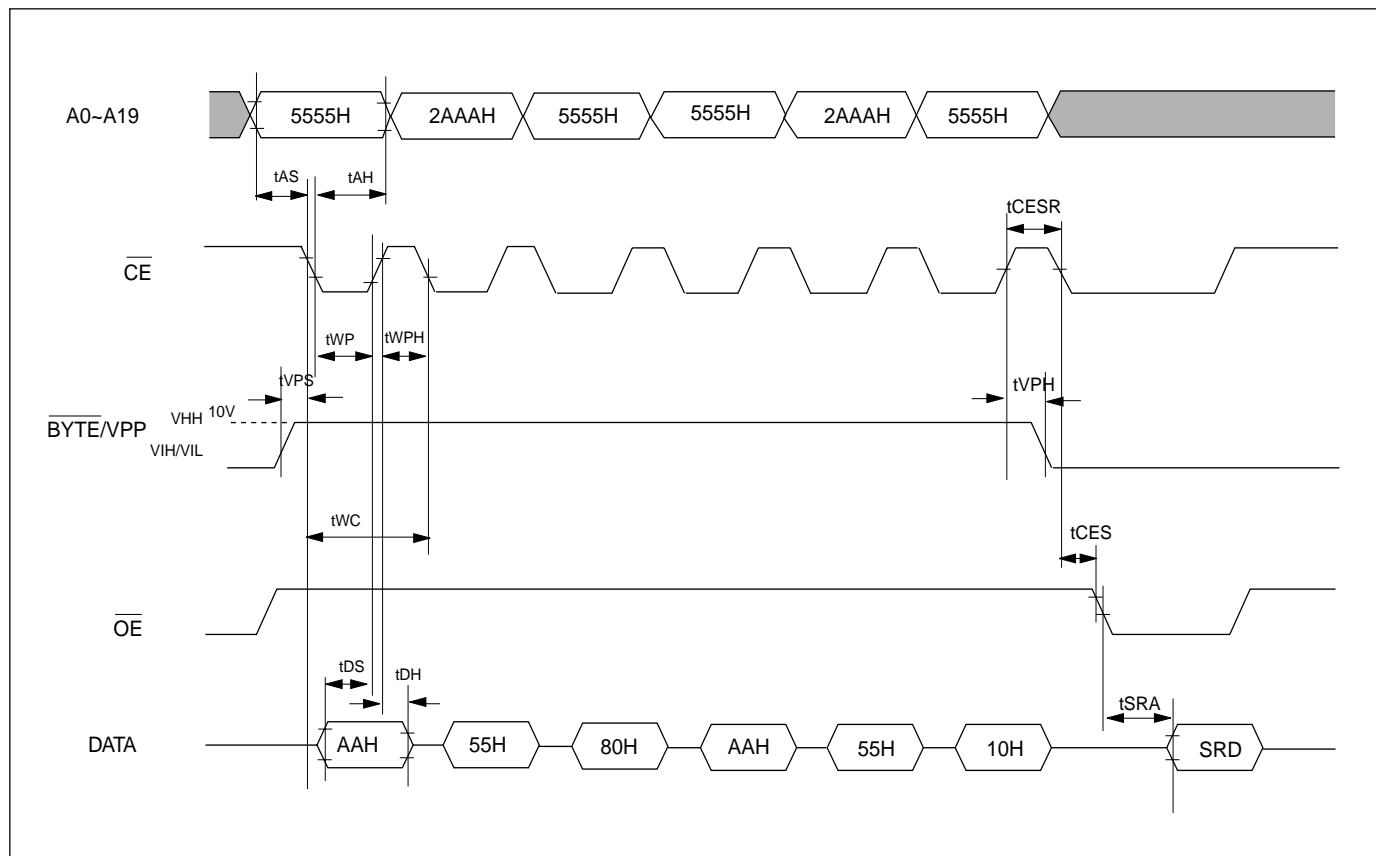 A0~A19
5555H 2AAAH 5555H 5555H 2AAAH 5555H
tAS tAH
tCESR
CE
tWP tWPH
tVPS tVPH
BYTE/VPP VHH 10V
VIH/VIL
tWC
tCES
OE
tDS tDH
tSRA
DATA AAH 55H 80H AAH 55H 10H SRD